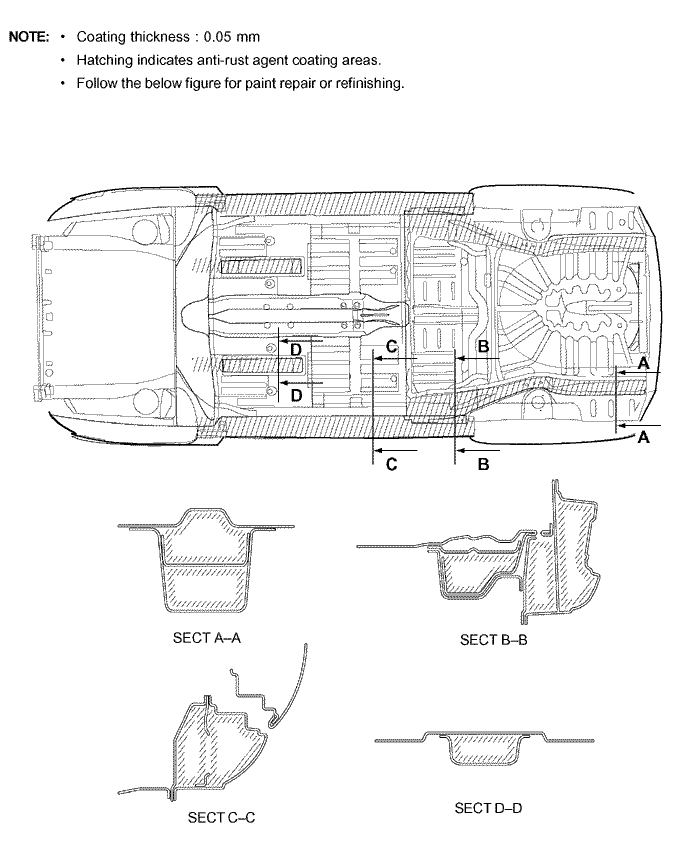 NOTE: • Coating thickness : 0.05 mm
• Hatching indicates anti-rust agent coating areas.
• Follow the below figure for paint repair or refinishing.
D
C
B
A
D
C
B
A
SECT A–A
SECT B–B
SECT C–C
SECT D–D